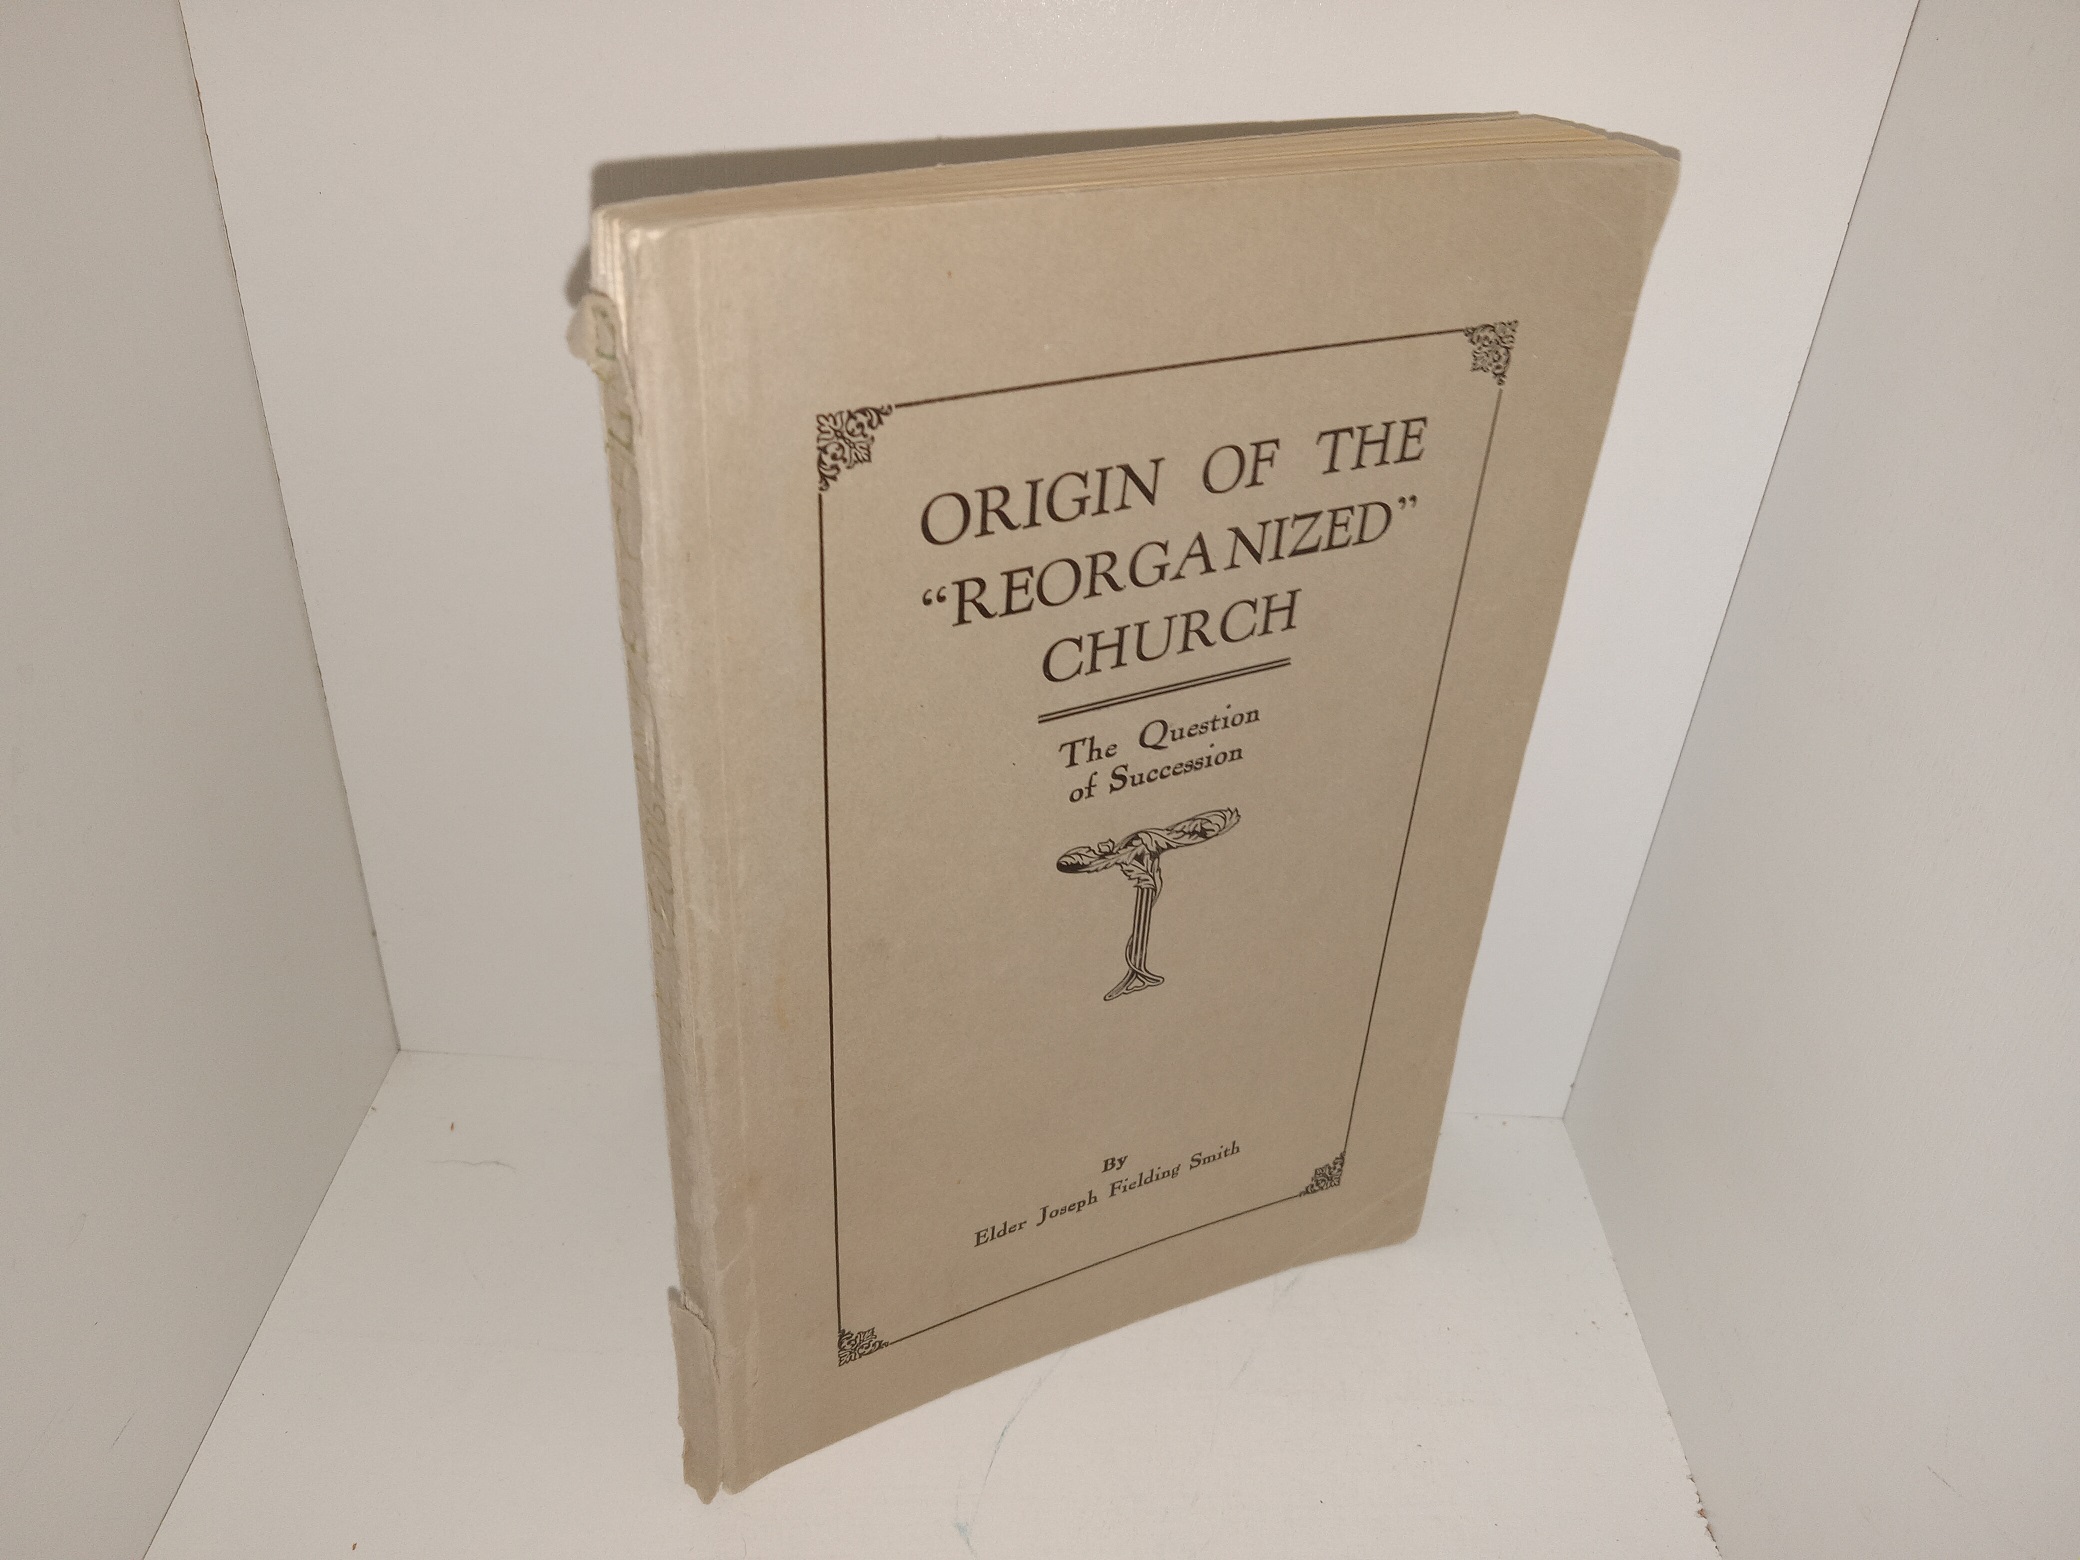 ORIGIN OF THE
“REORGANIZED”
CHURCH
The Question
of Succession
By
Elder Joseph Fielding Smith